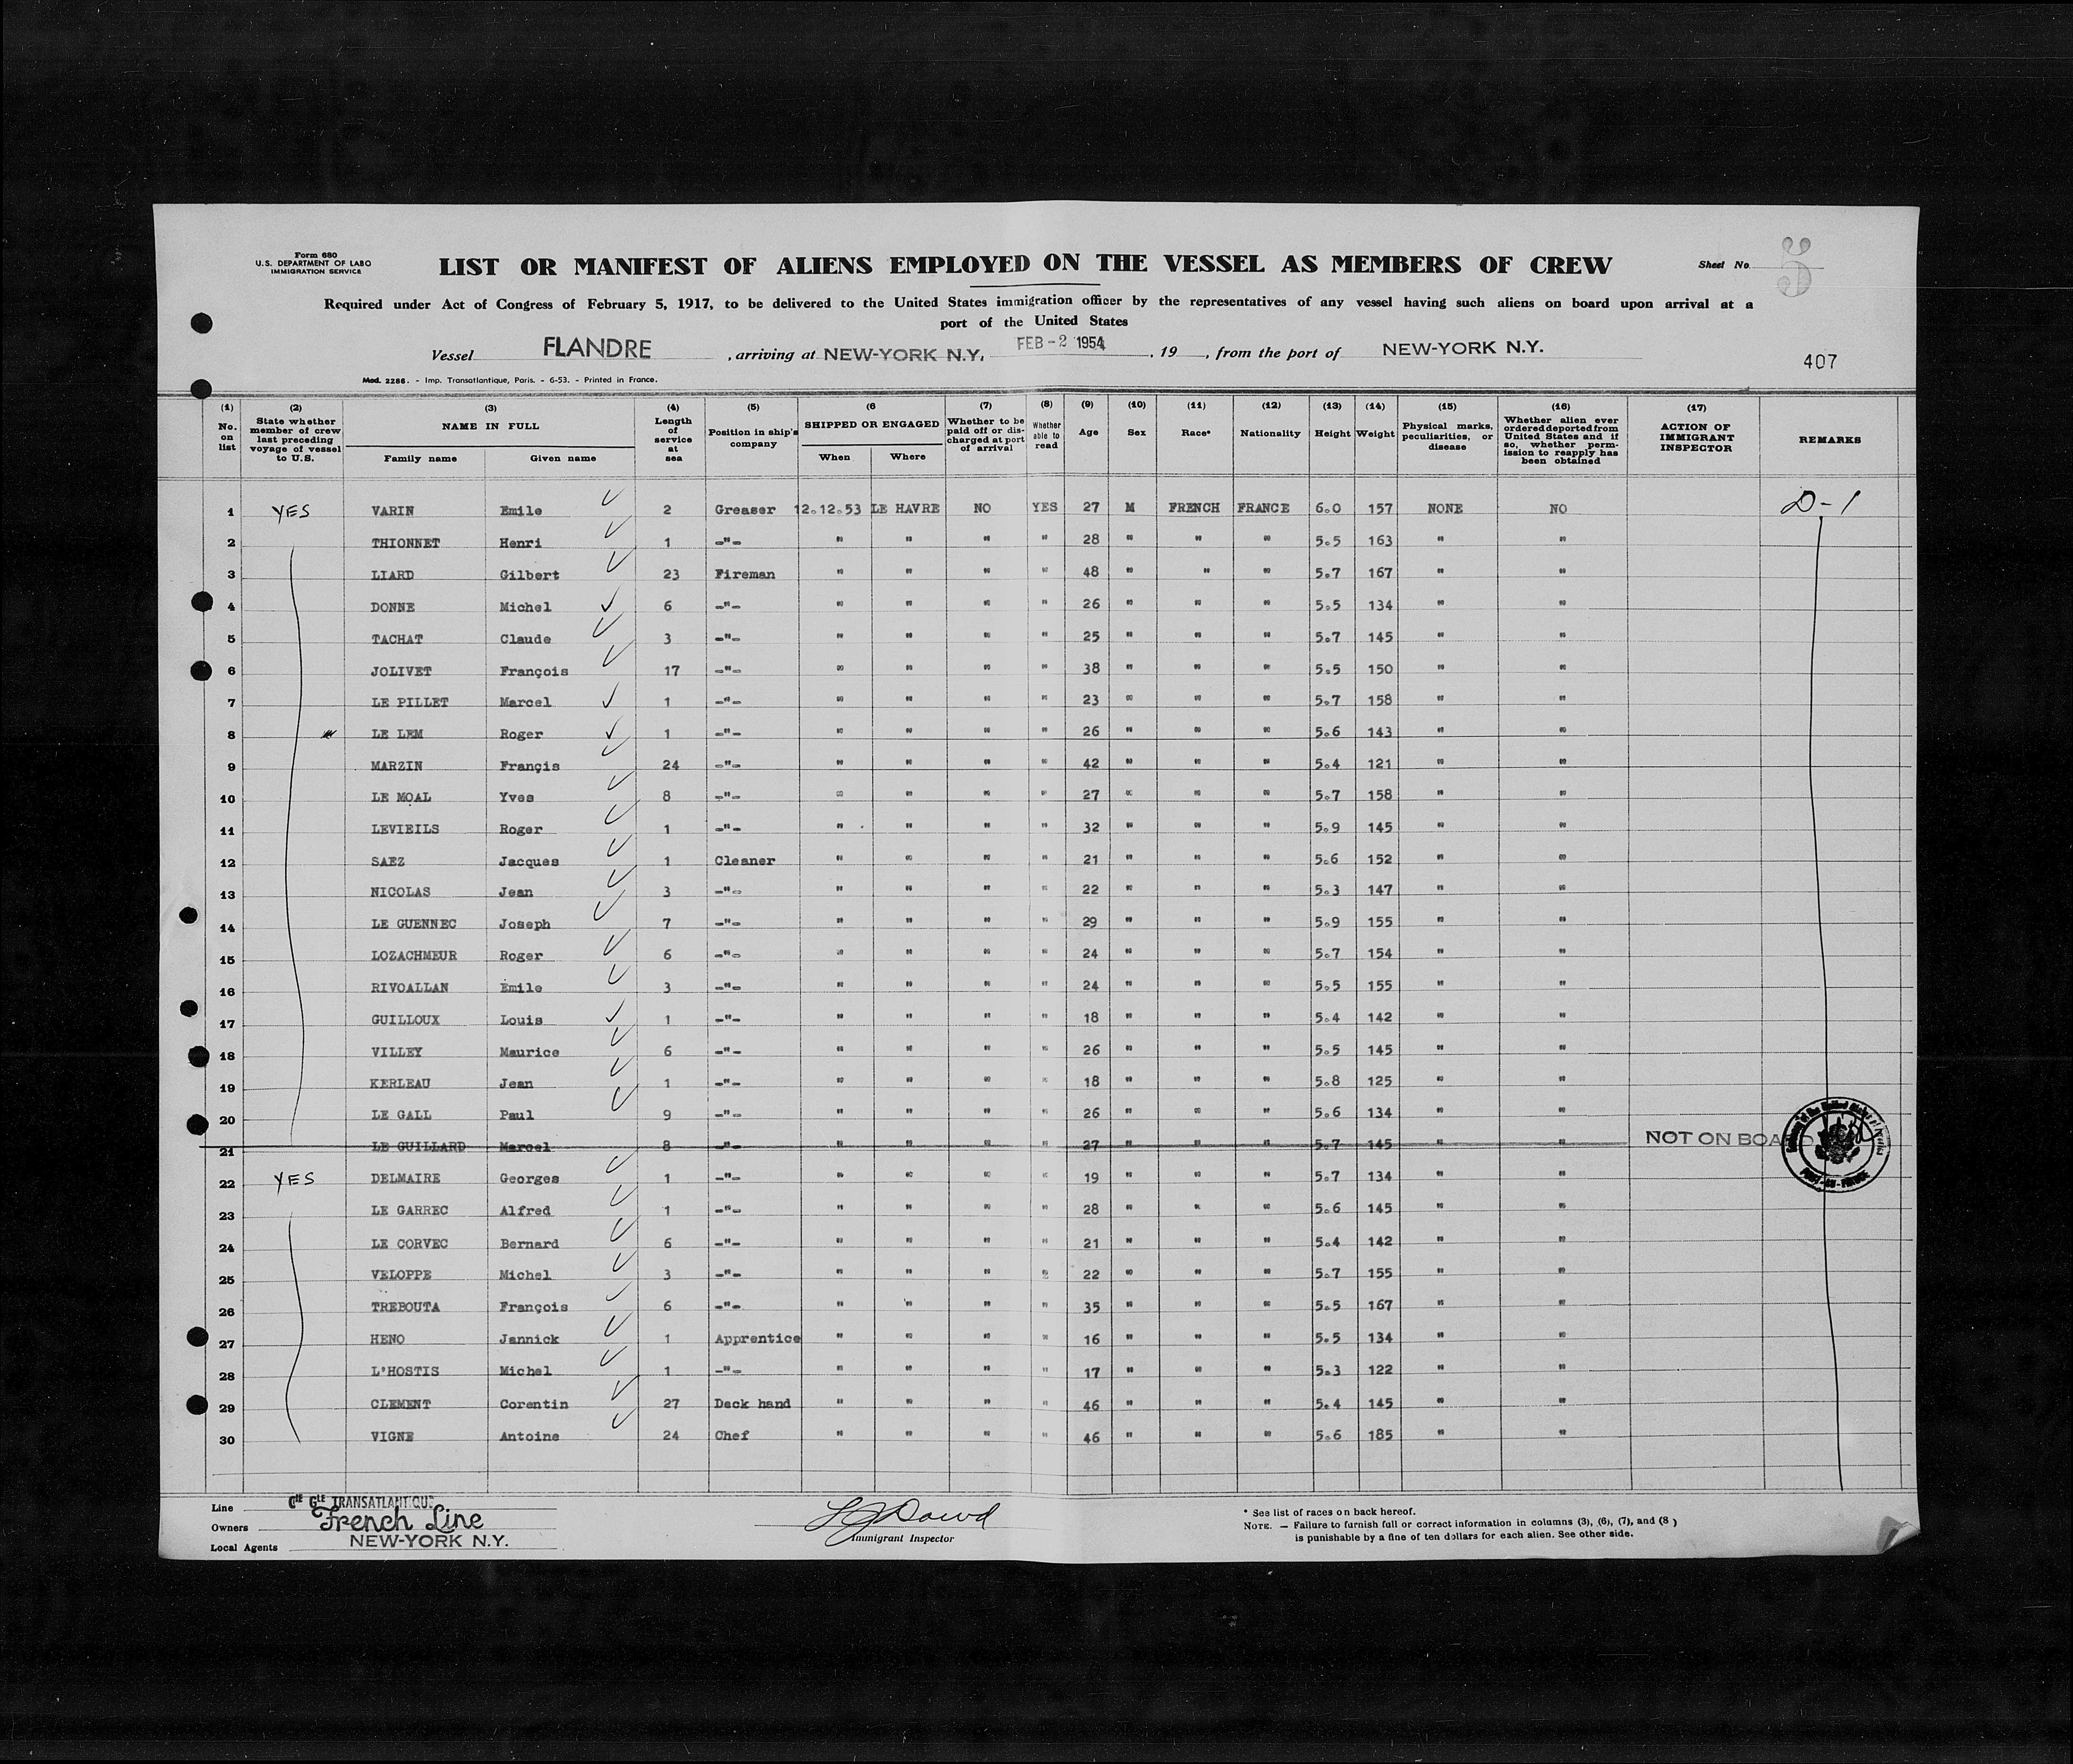 Form 680
U.S. DEPARTMENT OF LABO
IMMIGRATION SERVICE
LIST OR MANIFEST OF ALIENS EMPLOYED ON THE VESSEL AS MEMBERS OF CREW
Sheet No. 5
Required under Act of Congress of February 5, 1917, to be delivered to the United States immigration officer by the representatives of any vessel having such aliens on board upon arrival at a
port of the United States
Vessel FLANDRE, arriving at NEW-YORK N.Y. FEB-2 1954, 19, from the port of NEW-YORK N.Y.
407
Mod. 2286. - Imp. Transatlantique, Paris. - 6-53. - Printed in France.
(1) No. on list (2) State whether member of crew last preceding voyage of vessel to U.S. (3) NAME IN FULL Family name Given name (4) Length of service at sea (5) Position in ship's company (6 SHIPPED OR ENGAGED When Where (7) Whether to be paid off or discharged at port of arrival (8) Whether able to read (9) Age (10) Sex (11) Race* (12) Nationality (13) Height (14) Weight (15) Physical marks, peculiarities, or disease (16) Whether alien ever ordered deported from United States and if so, whether permission to reapply has been obtained (17) ACTION OF IMMIGRANT INSPECTOR REMARKS
1 YES VARIN Emile 2 Greaser 12.12.53 LE HAVRE NO YES 27 M FRENCH FRANCE 6.0 157 NONE NO D-1
2 THIONNET Henri 1 -"- " " " " 28 " " " 5.5 163 " "
3 LIARD Gilbert 23 Fireman " " " " 48 " " " 5.7 167 " "
4 DONNE Michel 6 -"- " " " " 26 " " " 5.5 134 " "
5 TACHAT Claude 3 -"- " " " " 25 " " " 5.7 145 " "
6 JOLIVET François 17 -"- " " " " 38 " " " 5.5 150 " "
7 LE PILLET Marcel 1 -"- " " " " 23 " " " 5.7 158 " "
8 LE LEM Roger 1 -"- " " " " 26 " " " 5.6 143 " "
9 MARZIN Françis 24 -"- " " " " 42 " " " 5.4 121 " "
10 LE MOAL Yves 8 -"- " " " " 27 " " " 5.7 158 " "
11 LEVIEILS Roger 1 -"- " " " " 32 " " " 5.9 145 " "
12 SAEZ Jacques 1 Cleaner " " " " 21 " " " 5.6 152 " "
13 NICOLAS Jean 3 -"- " " " " 22 " " " 5.3 147 " "
14 LE GUENNEC Joseph 7 -"- " " " " 29 " " " 5.9 155 " "
15 LOZACHMEUR Roger 6 -"- " " " " 24 " " " 5.7 154 " "
16 RIVOALLAN Emile 3 -"- " " " " 24 " " " 5.5 155 " "
17 GUILLOUX Louis 1 -"- " " " " 18 " " " 5.4 142 " "
18 VILLEY Maurice 6 -"- " " " " 26 " " " 5.5 145 " "
19 KERLEAU Jean 1 -"- " " " " 18 " " " 5.8 125 " "
20 LE GALL Paul 9 -"- " " " " 26 " " " 5.6 134 " "
21 LE GUILLARD Marcel 8 -"- " " " " 27 " " " 5.7 145 " " NOT ON BOARD
22 YES DELMAIRE Georges 1 -"- " " " " 19 " " " 5.7 134 " "
23 LE GARREC Alfred 1 -"- " " " " 28 " " " 5.6 145 " "
24 LE CORVEC Bernard 6 -"- " " " " 21 " " " 5.4 142 " "
25 VELOPPE Michel 3 -"- " " " " 22 " " " 5.7 155 " "
26 TREBOUTA François 6 -"- " " " " 35 " " " 5.5 167 " "
27 HENO Jannick 1 Apprentice " " " " 16 " " " 5.5 134 " "
28 L'HOSTIS Michel 1 -"- " " " " 17 " " " 5.3 122 " "
29 CLEMENT Corentin 27 Deck hand " " " " 46 " " " 5.4 145 " "
30 VIGNE Antoine 24 Chef " " " " 46 " " " 5.6 185 " "
Line Cie Gle TRANSATLANTIQUE
Owners French Line
Local Agents NEW-YORK N.Y.
Immigrant Inspector
* See list of races on back hereof.
NOTE. — Failure to furnish full or correct information in columns (3), (6), (7), and (8 )
is punishable by a fine of ten dollars for each alien. See other side.